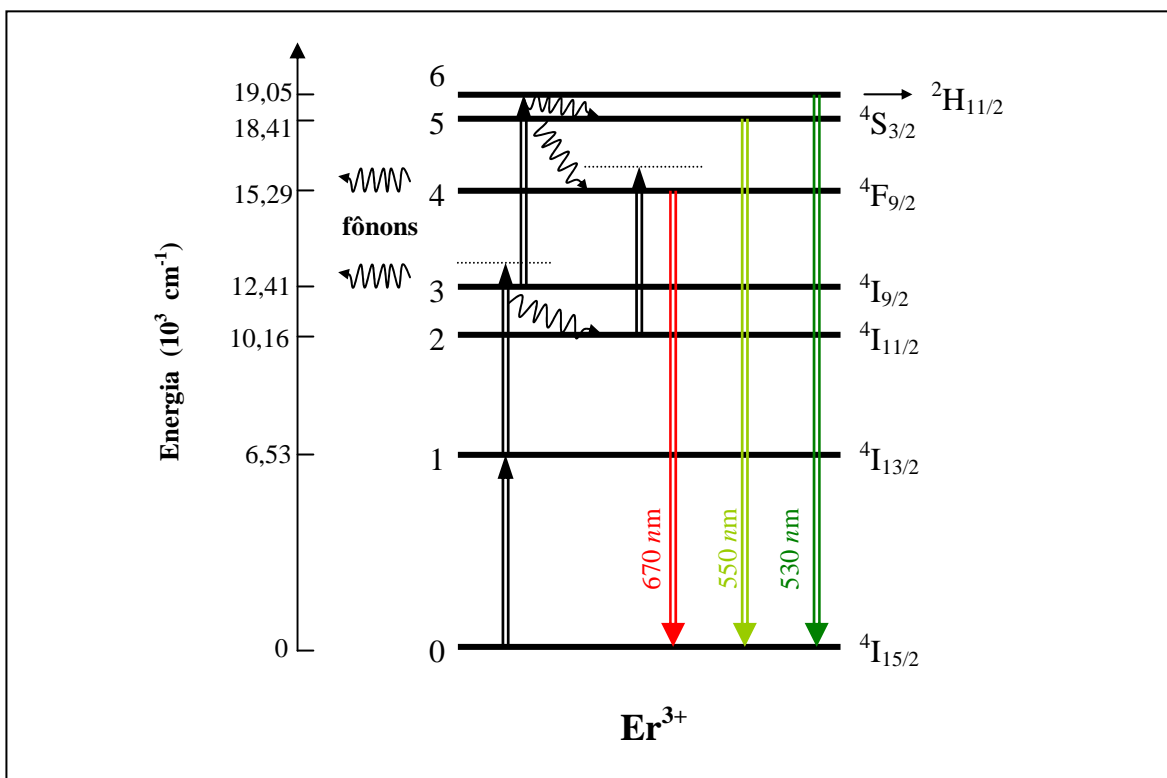 6
19,05
²H₁₁/₂
5
18,41
⁴S₃/₂
4
15,29
⁴F₉/₂
fônons
3
12,41
⁴I₉/₂
2
10,16
⁴I₁₁/₂
Energia (10³ cm⁻¹)
1
6,53
⁴I₁₃/₂
670 nm
550 nm
530 nm
0
0
⁴I₁₅/₂
Er³⁺